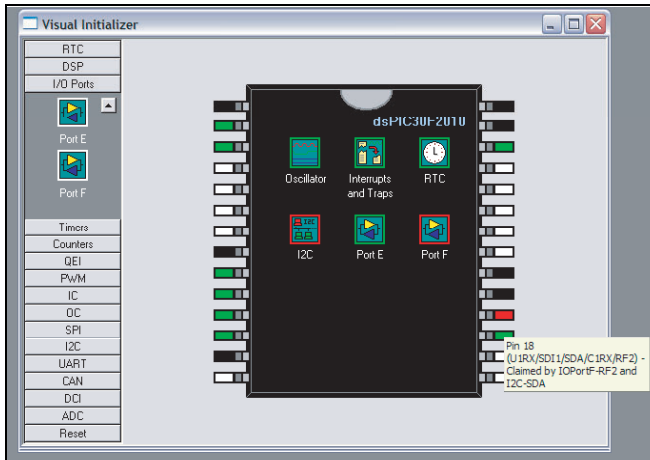 Visual Initializer
RTC
DSP
I/O Ports
Port E
Port F
Timers
Counters
QEI
PWM
IC
OC
SPI
I2C
UART
CAN
DCI
ADC
Reset
dsPIC30F2010
Oscillator
Interrupts
and Traps
RTC
I2C
Port E
Port F
Pin 18
(U1RX/SDI1/SDA/C1RX/RF2) -
Claimed by IOPortF-RF2 and
I2C-SDA